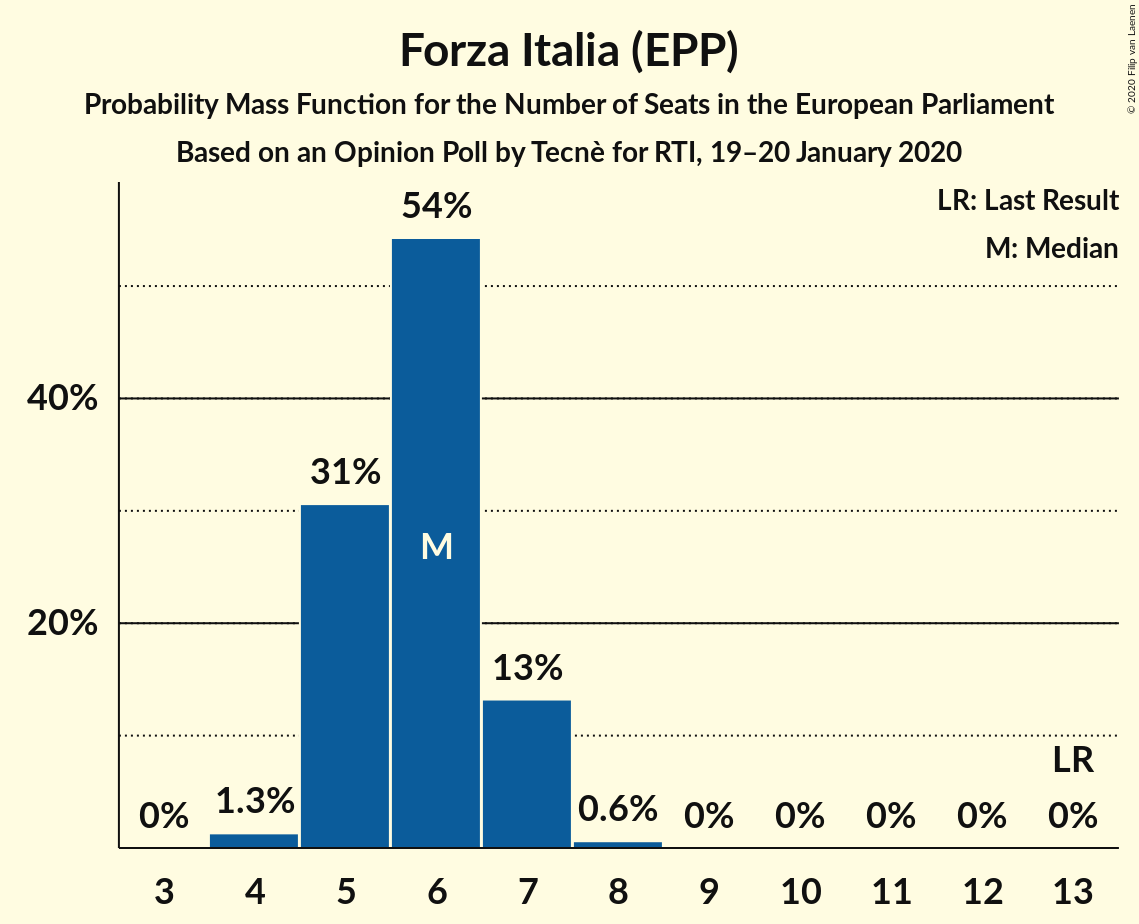 Forza Italia (EPP)
Probability Mass Function for the Number of Seats in the European Parliament
Based on an Opinion Poll by Tecnè for RTI, 19–20 January 2020
© 2020 Filip van Laenen
LR: Last Result
M: Median
40%
20%
0%
1.3%
31%
54%
M
13%
0.6%
0%
0%
0%
0%
LR
0%
3 4 5 6 7 8 9 10 11 12 13